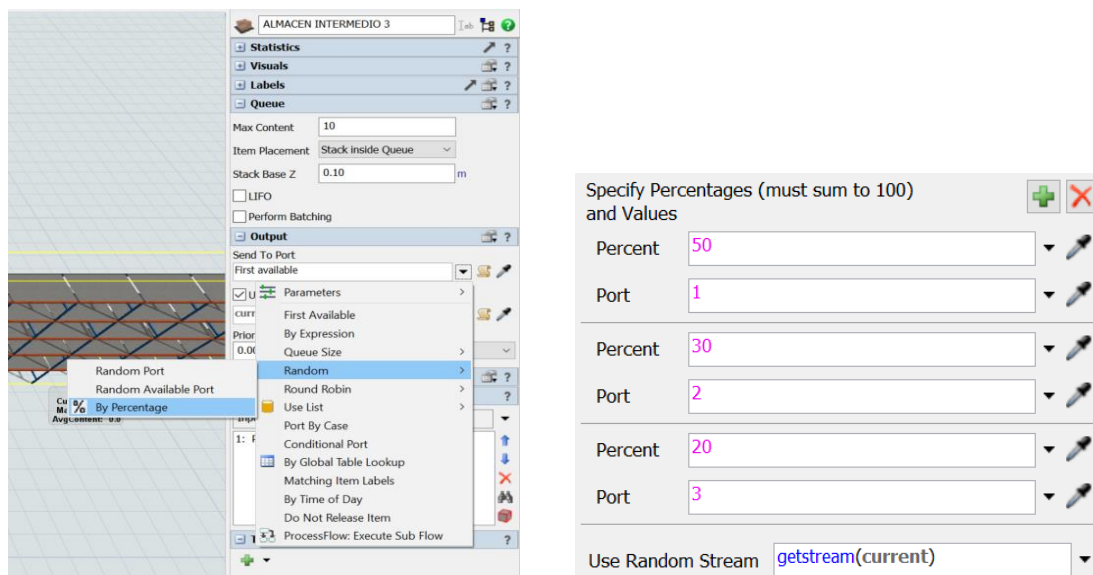 ALMACEN INTERMEDIO 3
Statistics
Visuals
Labels
Queue
Max Content 10
Item Placement Stack inside Queue
Stack Base Z 0.10 m
LIFO
Perform Batching
Output
Send To Port
First available
Parameters
First Available
By Expression
Queue Size
Random
Round Robin
Use List
Port By Case
Conditional Port
By Global Table Lookup
Matching Item Labels
By Time of Day
Do Not Release Item
ProcessFlow: Execute Sub Flow
Random Port
Random Available Port
By Percentage
Specify Percentages (must sum to 100)
and Values
Percent 50
Port 1
Percent 30
Port 2
Percent 20
Port 3
Use Random Stream getstream(current)